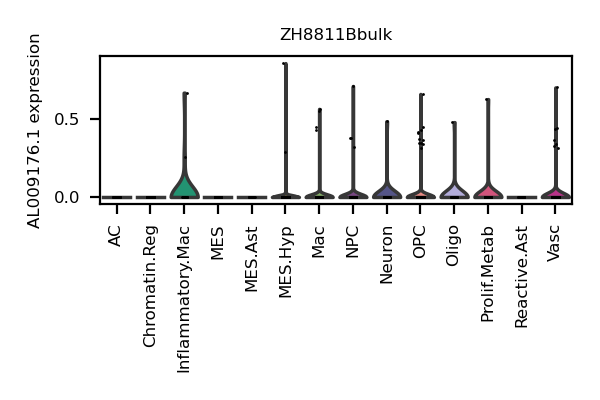 ZH8811Bbulk
AL009176.1 expression
0.5
0.0
AC
Chromatin.Reg
Inflammatory.Mac
MES
MES.Ast
MES.Hyp
Mac
NPC
Neuron
OPC
Oligo
Prolif.Metab
Reactive.Ast
Vasc